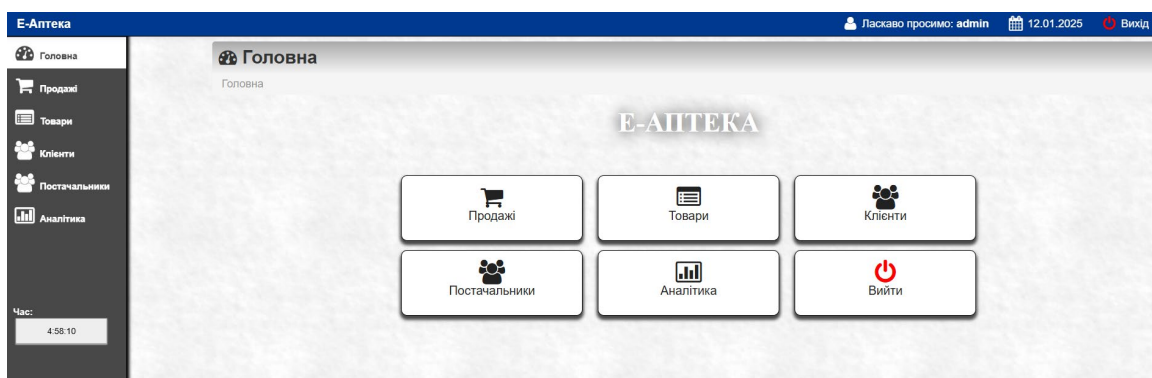 Е-Аптека
Ласкаво просимо: admin
12.01.2025
Вихід
Головна
Продажі
Товари
Клієнти
Постачальники
Аналітика
Час:
4:58:10
Головна
Головна
Е-АПТЕКА
Продажі
Товари
Клієнти
Постачальники
Аналітика
Вийти